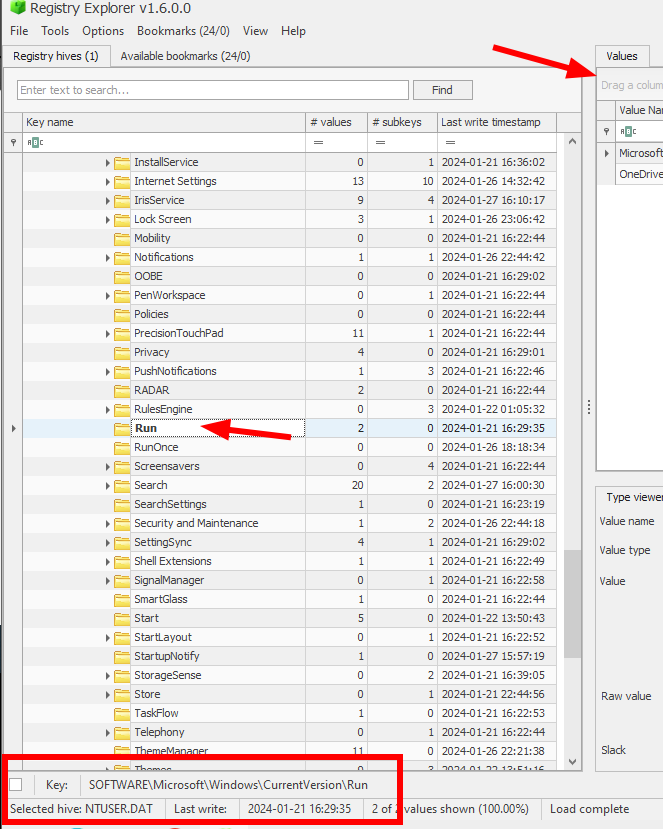 Registry Explorer v1.6.0.0
File Tools Options Bookmarks (24/0) View Help
Registry hives (1) Available bookmarks (24/0) Values
Enter text to search... Find Drag a colum
Key name # values # subkeys Last write timestamp Value Na
ABC = = = ABC
InstallService 0 1 2024-01-21 16:36:02 Microsoft
Internet Settings 13 10 2024-01-26 14:32:42 OneDrive
IrisService 9 4 2024-01-27 16:10:17
Lock Screen 3 1 2024-01-26 23:06:42
Mobility 0 0 2024-01-21 16:22:44
Notifications 1 1 2024-01-26 22:44:42
OOBE 0 0 2024-01-21 16:29:02
PenWorkspace 0 1 2024-01-21 16:22:44
Policies 0 0 2024-01-21 16:22:44
PrecisionTouchPad 11 1 2024-01-21 16:22:44
Privacy 4 0 2024-01-21 16:29:01
PushNotifications 1 3 2024-01-21 16:22:46
RADAR 2 0 2024-01-21 16:22:44
RulesEngine 0 3 2024-01-22 01:05:32
Run 2 0 2024-01-21 16:29:35
RunOnce 0 0 2024-01-26 18:18:34
Screensavers 0 4 2024-01-21 16:22:44
Search 20 2 2024-01-27 16:00:30
SearchSettings 1 0 2024-01-21 16:23:19 Type viewer
Security and Maintenance 1 2 2024-01-26 22:44:18 Value name
SettingSync 4 1 2024-01-21 16:29:02 Value type
Shell Extensions 1 1 2024-01-21 16:22:49
SignalManager 1 1 2024-01-21 16:22:58 Value
SmartGlass 1 0 2024-01-21 16:22:44
Start 5 0 2024-01-22 13:50:43
StartLayout 0 1 2024-01-21 16:22:52
StartupNotify 1 0 2024-01-27 15:57:19
StorageSense 0 2 2024-01-21 16:39:05
Store 0 1 2024-01-21 22:44:56 Raw value
TaskFlow 1 0 2024-01-21 16:22:53
Telephony 0 1 2024-01-21 16:22:44
ThemeManager 11 0 2024-01-26 22:21:38 Slack
Themes 3 2024-01-22 13:51:16
Key: SOFTWARE\Microsoft\Windows\CurrentVersion\Run
Selected hive: NTUSER.DAT Last write: 2024-01-21 16:29:35 2 of 2 values shown (100.00%) Load complete